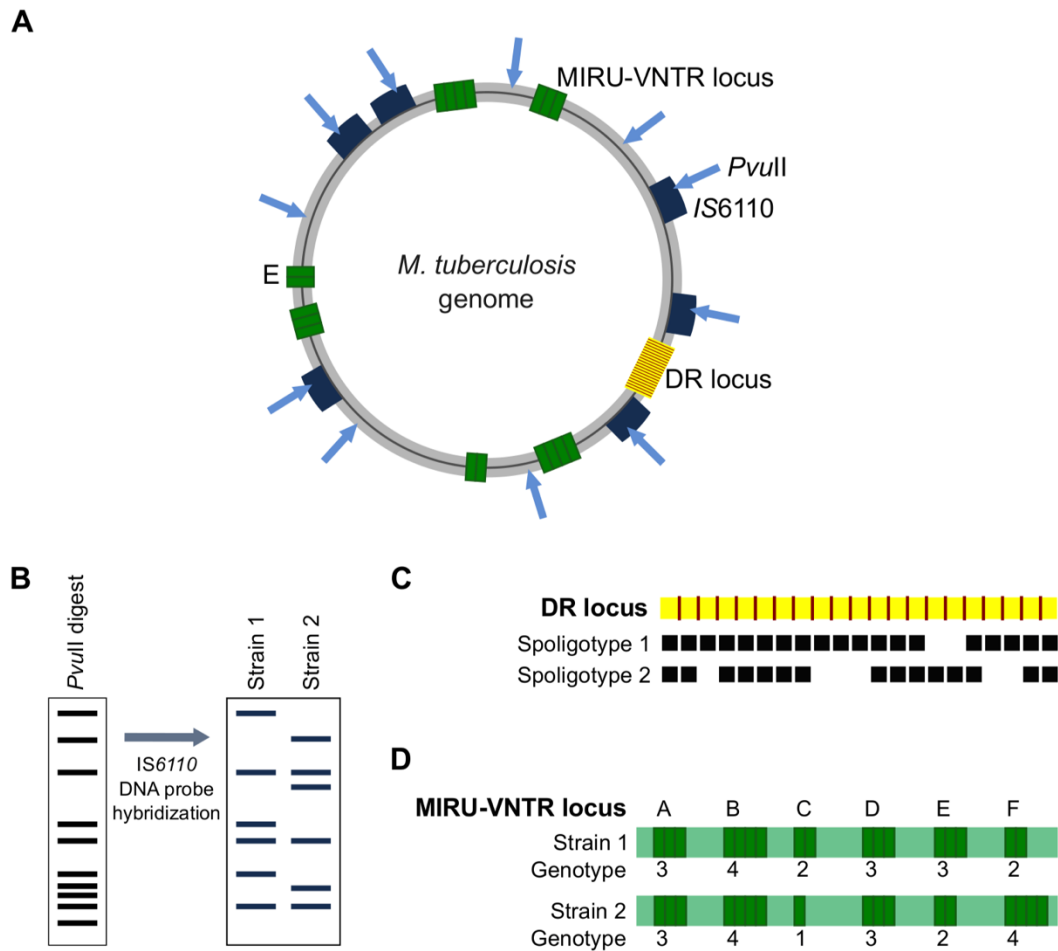 A
MIRU-VNTR locus
PvuII
IS6110
E
M. tuberculosis
genome
DR locus
B
PvuII digest
Strain 1
Strain 2
IS6110
DNA probe
hybridization
C
DR locus
Spoligotype 1
Spoligotype 2
D
MIRU-VNTR locus A B C D E F
Strain 1
Genotype 3 4 2 3 3 2
Strain 2
Genotype 3 4 1 3 2 4